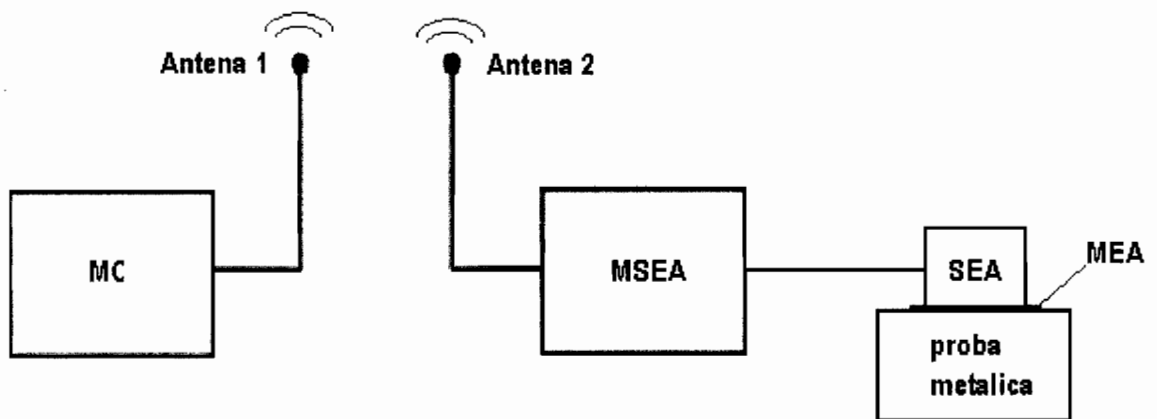 Antena 1
Antena 2
MC
MSEA
SEA
MEA
proba
metalica